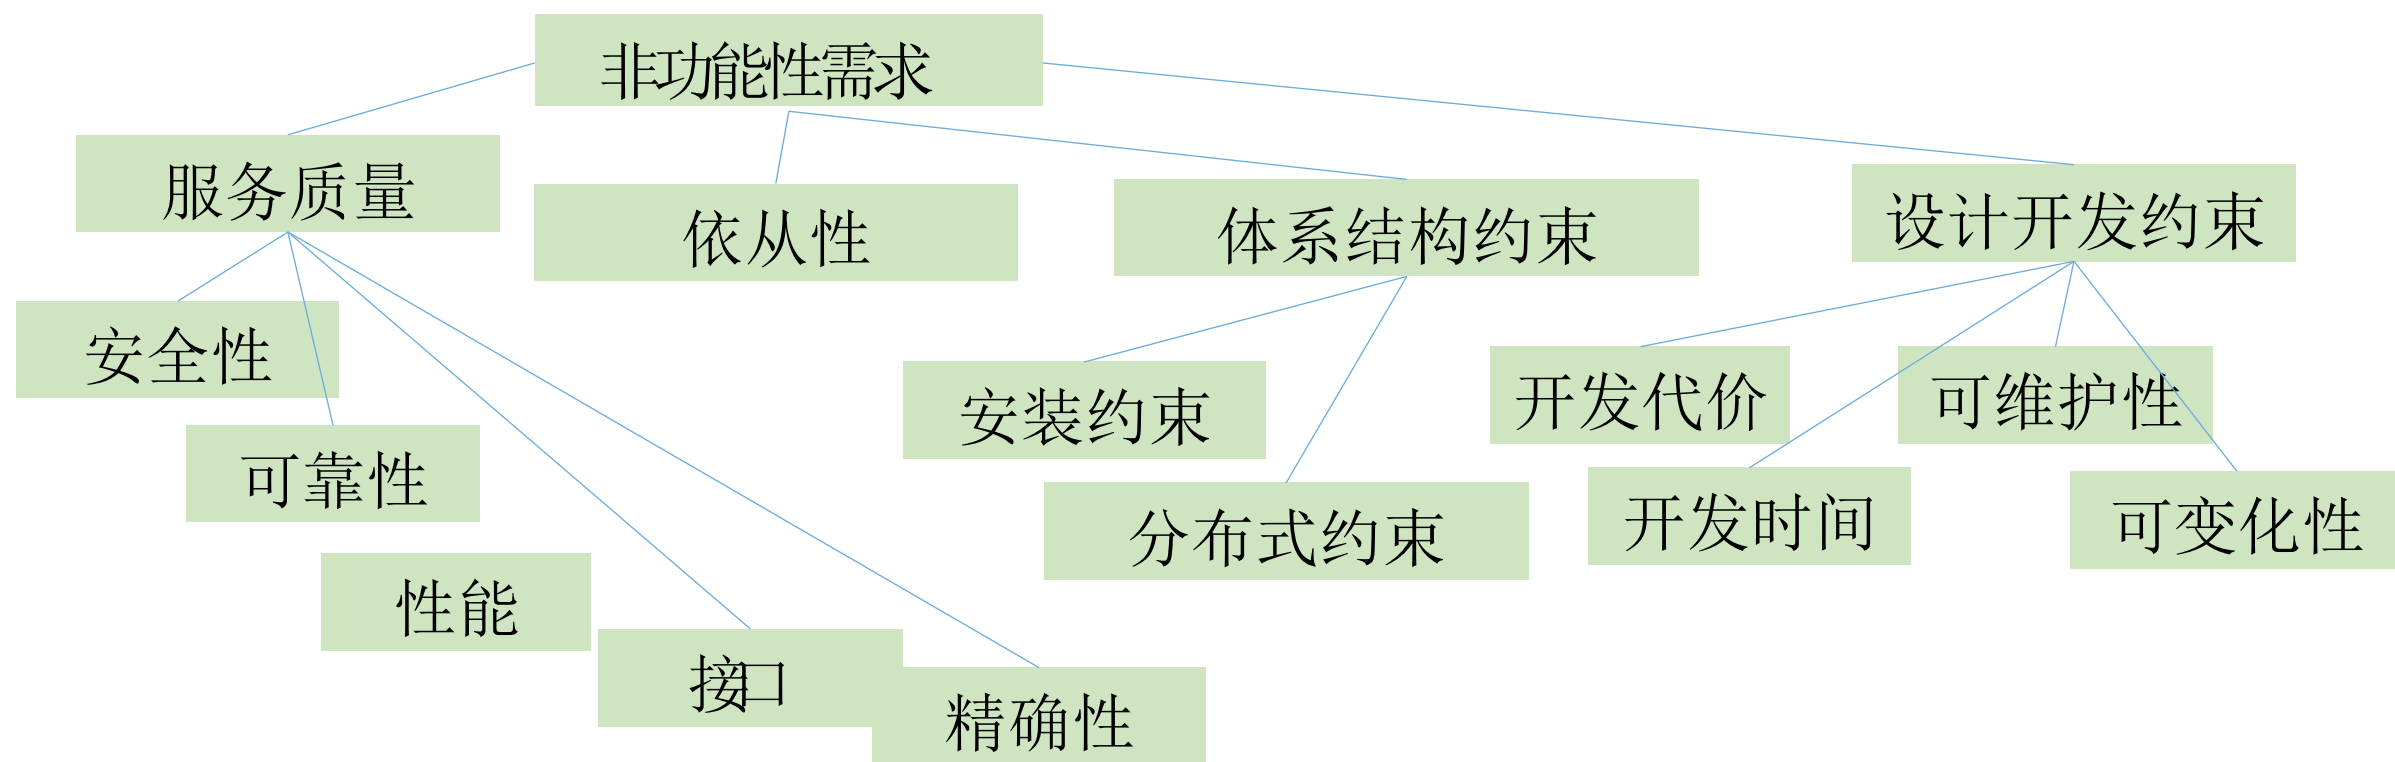 非功能性需求
服务质量
依从性
体系结构约束
设计开发约束
安全性
可靠性
性能
接口
精确性
安装约束
分布式约束
开发代价
可维护性
开发时间
可变化性